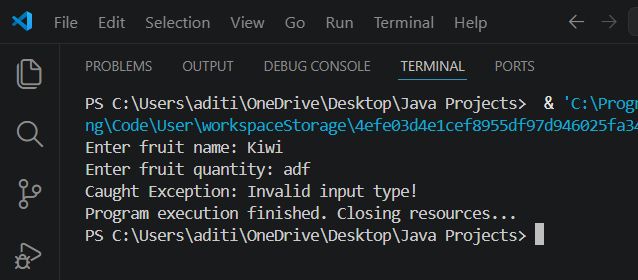 File Edit Selection View Go Run Terminal Help
PROBLEMS OUTPUT DEBUG CONSOLE TERMINAL PORTS
PS C:\Users\aditi\OneDrive\Desktop\Java Projects> & 'C:\Progr
ng\Code\User\workspaceStorage\4efe03d4e1cef8955df97d946025fa34
Enter fruit name: Kiwi
Enter fruit quantity: adf
Caught Exception: Invalid input type!
Program execution finished. Closing resources...
PS C:\Users\aditi\OneDrive\Desktop\Java Projects>